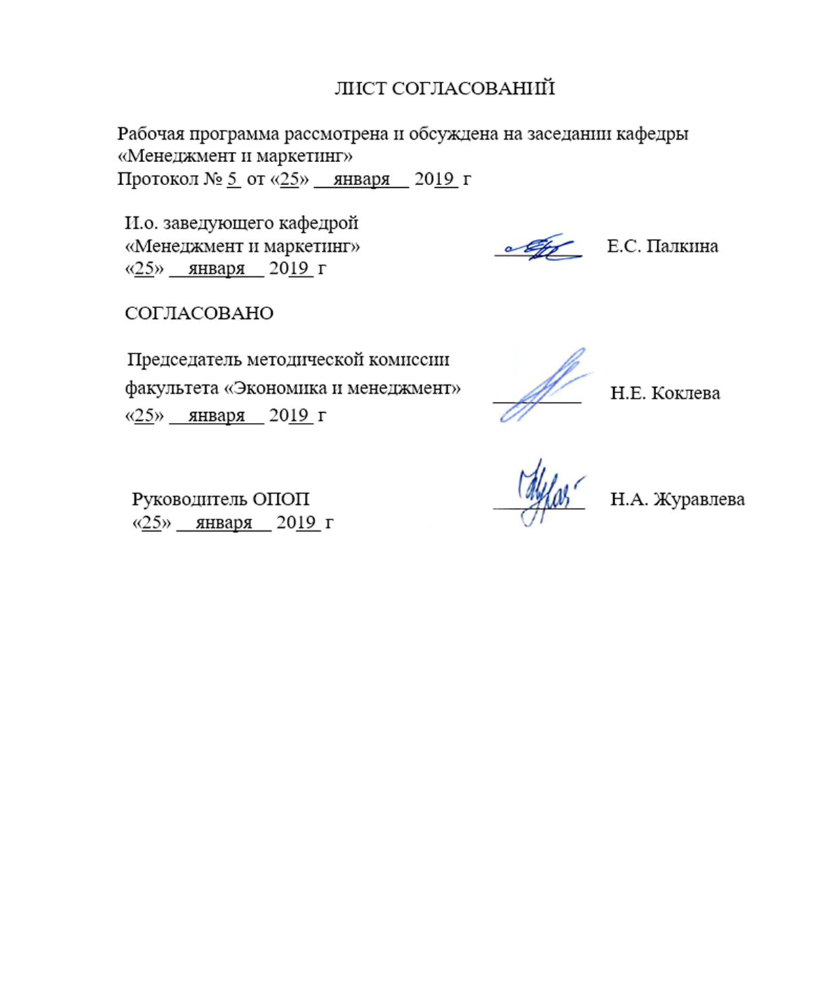 ЛИСТ СОГЛАСОВАНИЙ
Рабочая программа рассмотрена и обсуждена на заседании кафедры
«Менеджмент и маркетинг»
Протокол № 5 от «25» января 2019 г
И.о. заведующего кафедрой
«Менеджмент и маркетинг» Е.С. Палкина
«25» января 2019 г
СОГЛАСОВАНО
Председатель методической комиссии
факультета «Экономика и менеджмент» Н.Е. Коклева
«25» января 2019 г
Руководитель ОПОП Н.А. Журавлева
«25» января 2019 г